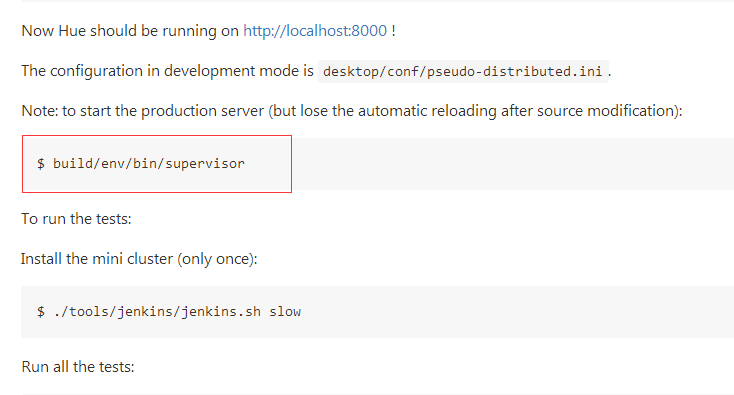 Now Hue should be running on http://localhost:8000 !
The configuration in development mode is desktop/conf/pseudo-distributed.ini.
Note: to start the production server (but lose the automatic reloading after source modification):
$ build/env/bin/supervisor
To run the tests:
Install the mini cluster (only once):
$ ./tools/jenkins/jenkins.sh slow
Run all the tests: